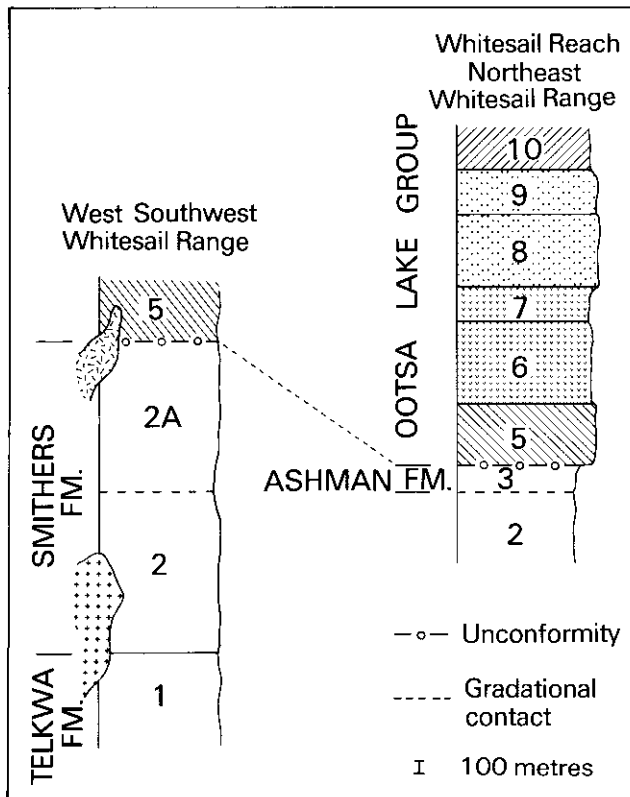 West Southwest
Whitesail Range
5
2A
2
1
SMITHERS
FM.
TELKWA
FM.
Whitesail Reach
Northeast
Whitesail Range
OOTSA LAKE GROUP
10
9
8
7
6
5
3
2
ASHMAN FM.
Unconformity
Gradational
contact
100 metres